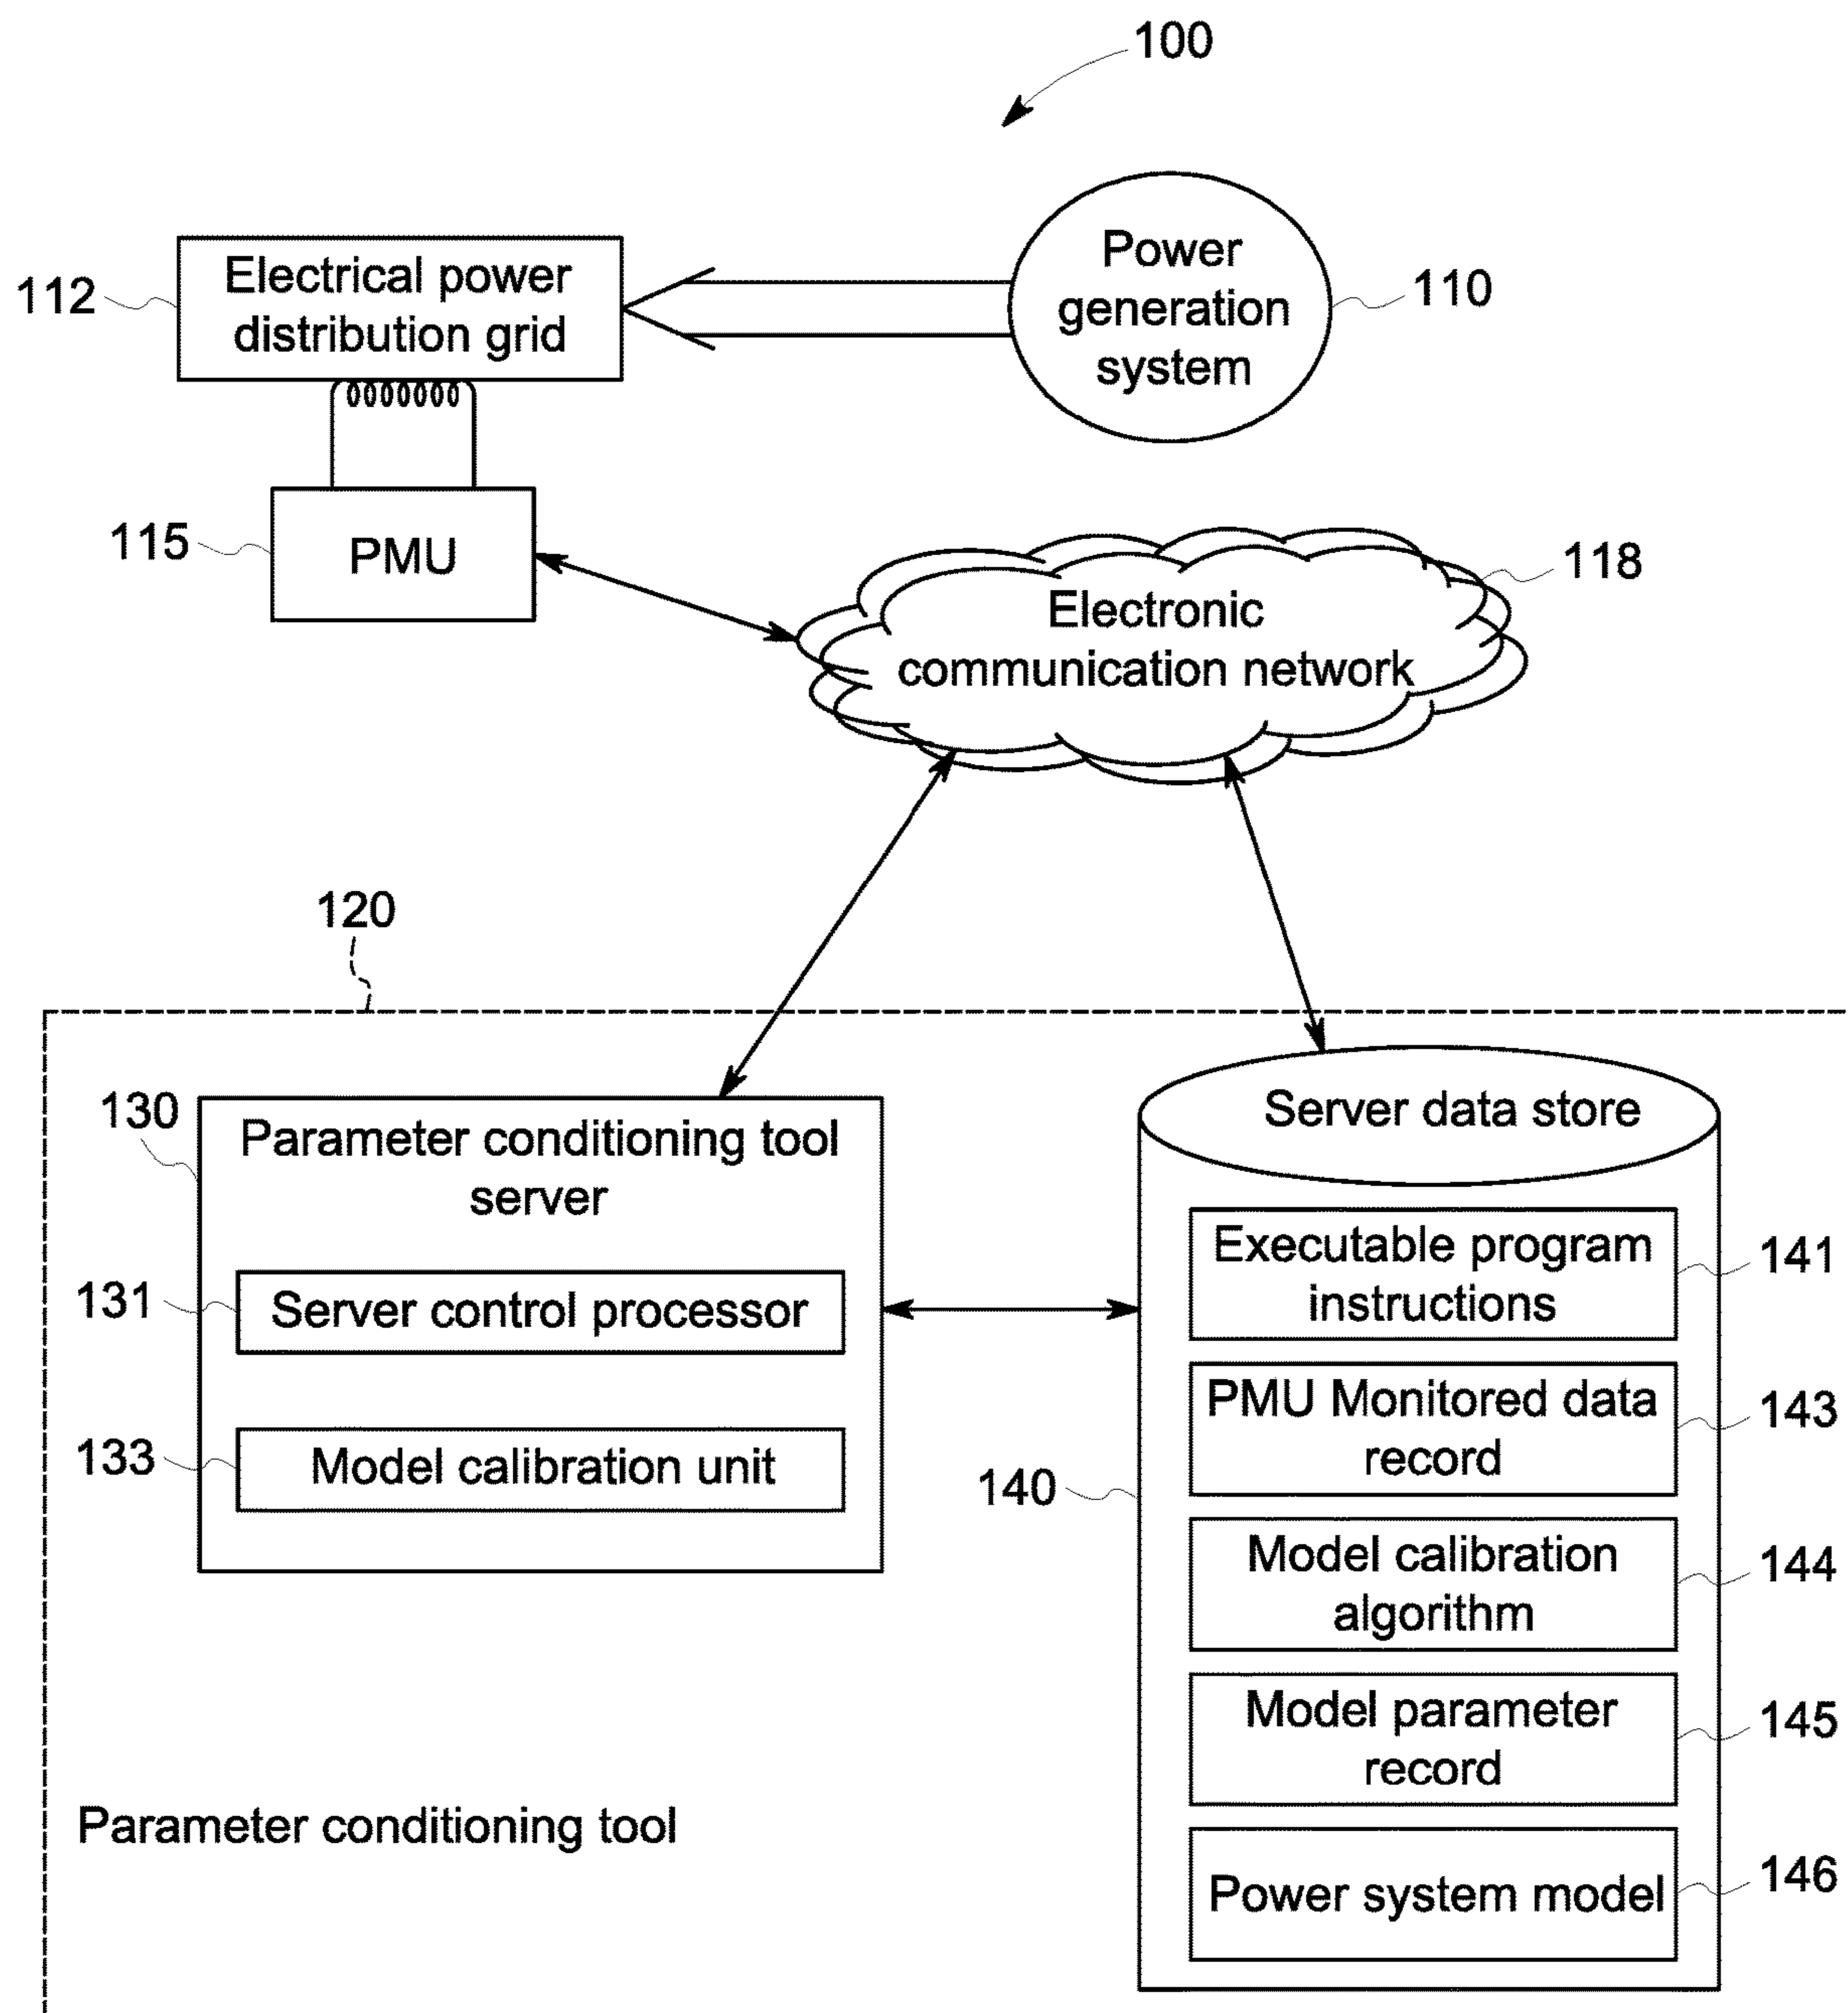 100
Electrical power
distribution grid
112
Power
generation
system
110
115
PMU
118
Electronic
communication network
120
130
Parameter conditioning tool
server
131
Server control processor
133
Model calibration unit
140
Server data store
Executable program
instructions
141
PMU Monitored data
record
143
Model calibration
algorithm
144
Model parameter
record
145
Power system model
146
Parameter conditioning tool